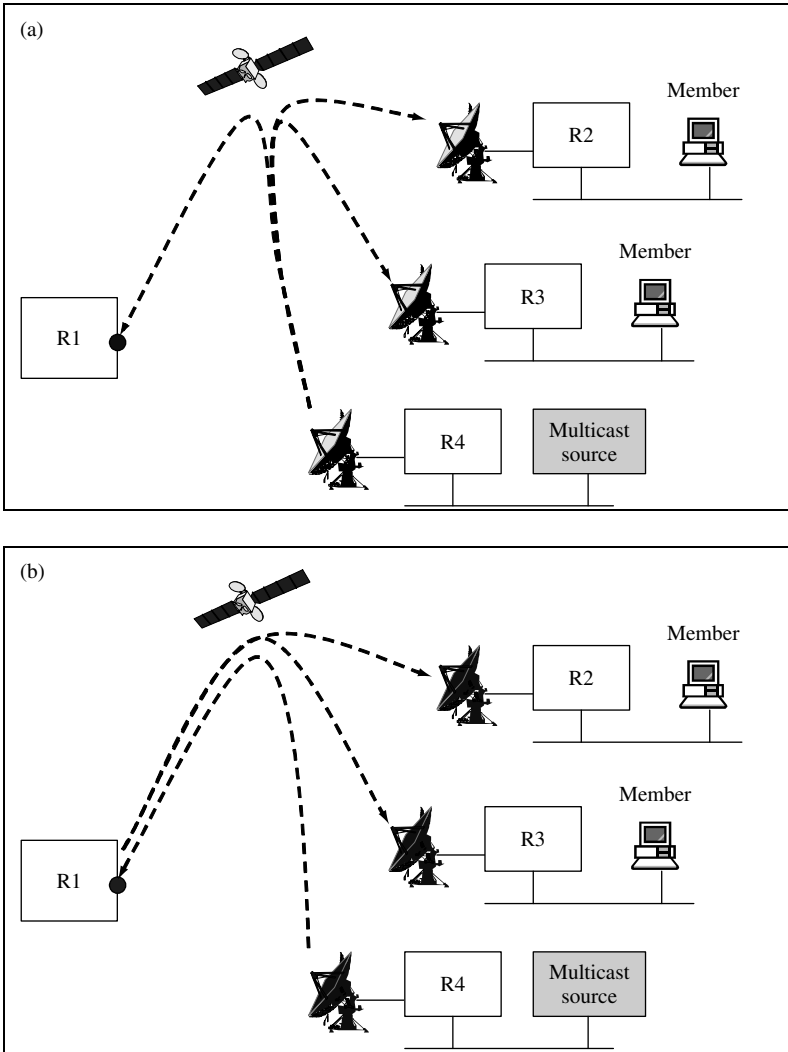 (a)
Member
R2
Member
R3
R1
R4
Multicast
source
(b)
Member
R2
Member
R3
R1
R4
Multicast
source